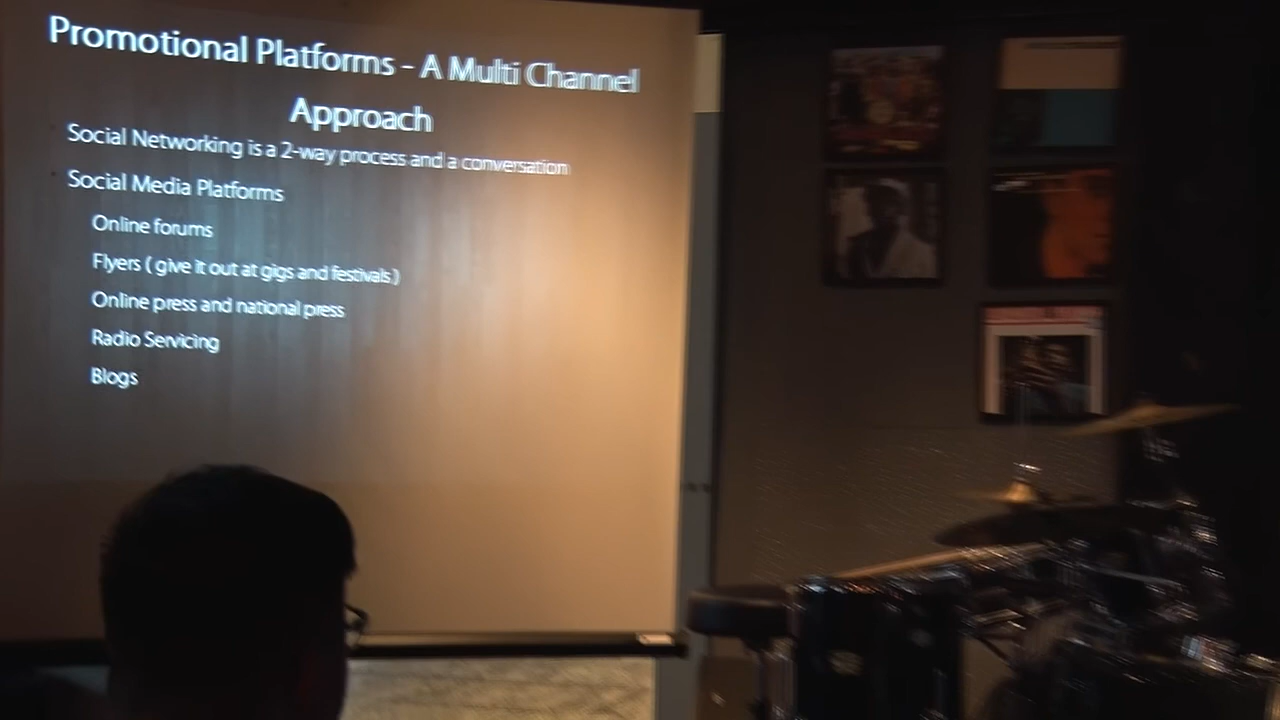 Promotional Platforms - A Multi Channel
Approach
Social Networking is a 2-way process and a conversation
Social Media Platforms
Online forums
Flyers ( give it out at gigs and festivals )
Online press and national press
Radio Servicing
Blogs